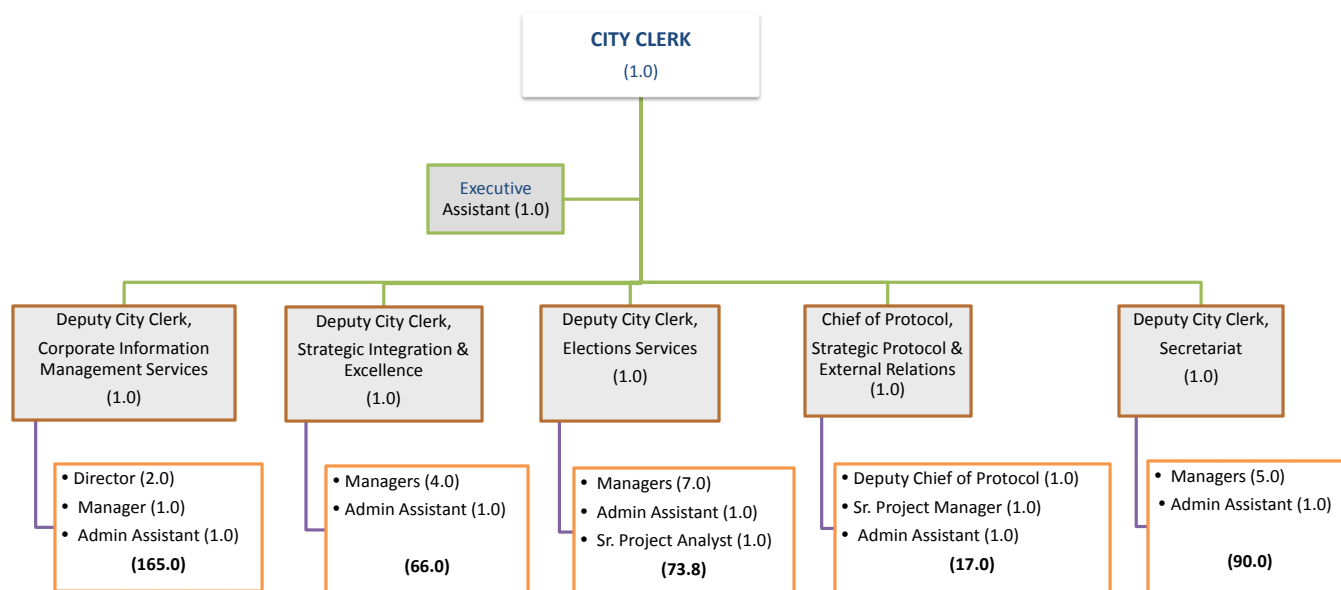 CITY CLERK
(1.0)
Executive
Assistant (1.0)
Deputy City Clerk,
Corporate Information
Management Services
(1.0)
Deputy City Clerk,
Strategic Integration &
Excellence
(1.0)
Deputy City Clerk,
Elections Services
(1.0)
Chief of Protocol,
Strategic Protocol &
External Relations
(1.0)
Deputy City Clerk,
Secretariat
(1.0)
• Director (2.0)
• Manager (1.0)
• Admin Assistant (1.0)
(165.0)
• Managers (4.0)
• Admin Assistant (1.0)
(66.0)
• Managers (7.0)
• Admin Assistant (1.0)
• Sr. Project Analyst (1.0)
(73.8)
• Deputy Chief of Protocol (1.0)
• Sr. Project Manager (1.0)
• Admin Assistant (1.0)
(17.0)
• Managers (5.0)
• Admin Assistant (1.0)
(90.0)